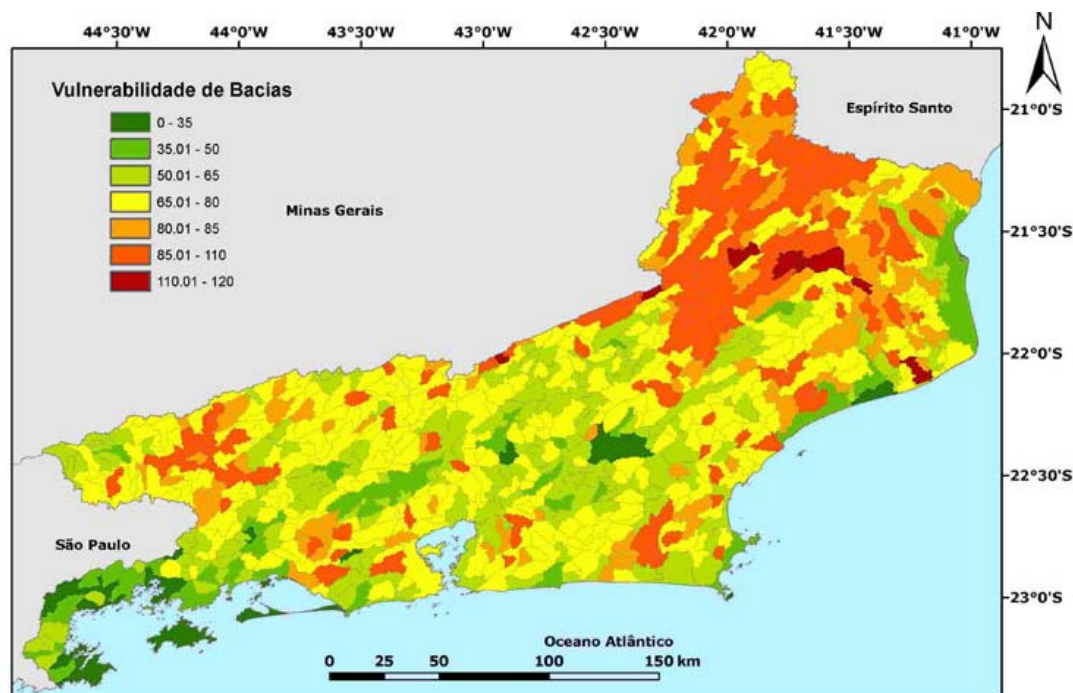 44°30'W 44°0'W 43°30'W 43°0'W 42°30'W 42°0'W 41°30'W 41°0'W
N
Vulnerabilidade de Bacias
0 - 35
35.01 - 50
50.01 - 65
65.01 - 80
80.01 - 85
85.01 - 110
110.01 - 120
Espírito Santo
21°0'S
Minas Gerais
21°30'S
22°0'S
22°30'S
São Paulo
23°0'S
Oceano Atlântico
0 25 50 100 150 km